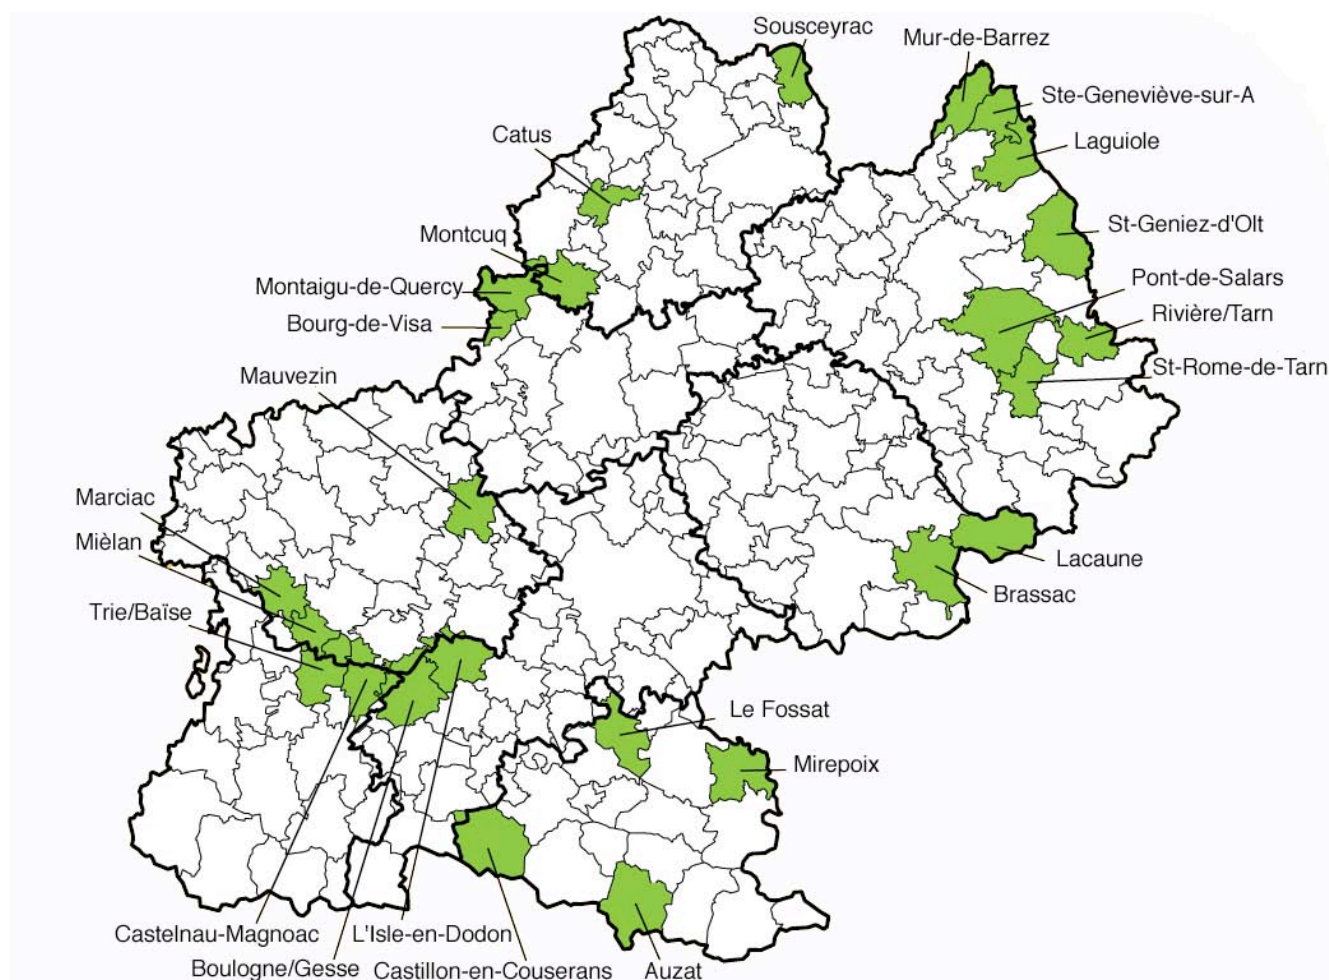 Sousceyrac
Mur-de-Barrez
Ste-Geneviève-sur-A
Catus
Laguiole
St-Geniez-d'Olt
Montcuq
Pont-de-Salars
Montaigu-de-Quercy
Rivière/Tarn
Bourg-de-Visa
St-Rome-de-Tarn
Mauvezin
Marciac
Mièlan
Lacaune
Brassac
Trie/Baïse
Le Fossat
Mirepoix
Castelnau-Magnoac
L'Isle-en-Dodon
Boulogne/Gesse
Castillon-en-Couserans
Auzat